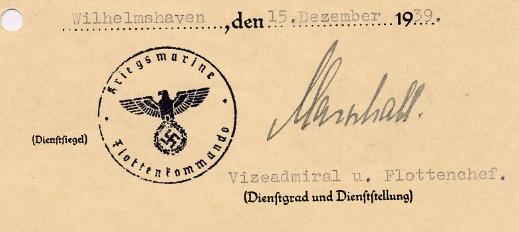 Wilhelmshaven, den 15.Dezember 1939.
Kriegsmarine
Flottenkommando
Marschall.
(Dienstsiegel)
Vizeadmiral u. Flottenchef.
(Dienstgrad und Dienststellung)